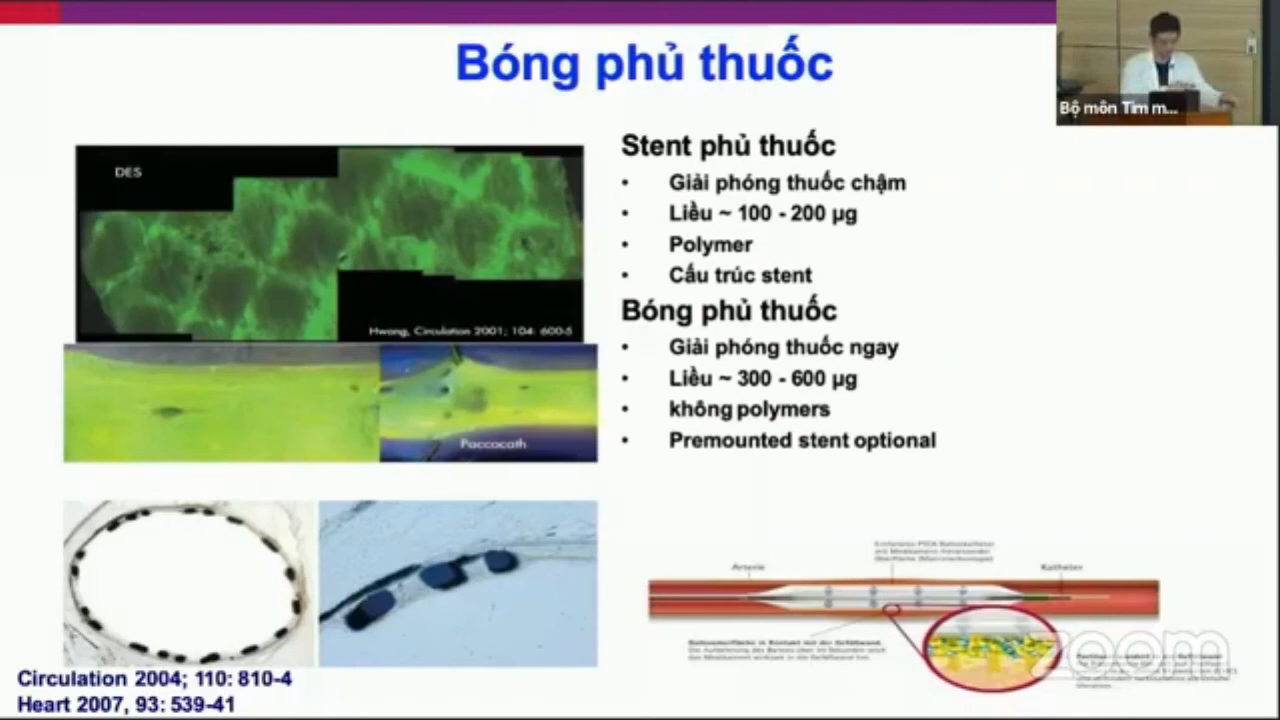 Bóng phủ thuốc
Bộ môn Tim m...
DES
Hwong, Circulation 2001; 104: 600-5
Paccocath
Stent phủ thuốc
• Giải phóng thuốc chậm
• Liều ~ 100 - 200 µg
• Polymer
• Cấu trúc stent
Bóng phủ thuốc
• Giải phóng thuốc ngay
• Liều ~ 300 - 600 µg
• không polymers
• Premounted stent optional
Arterie
Katheter
zoom
Circulation 2004; 110: 810-4
Heart 2007, 93: 539-41